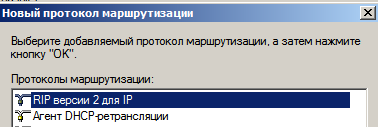 Новый протокол маршрутизации
Выберите добавляемый протокол маршрутизации, а затем нажмите
кнопку "OK".
Протоколы маршрутизации:
RIP версии 2 для IP
Агент DHCP-ретрансляции